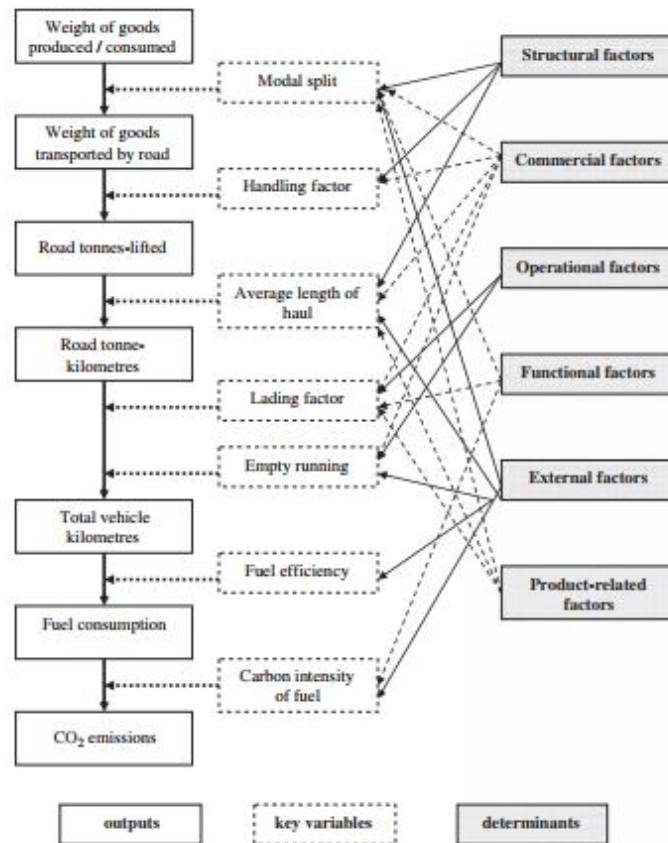 Weight of goods
produced / consumed
Modal split
Weight of goods
transported by road
Handling factor
Road tonnes-lifted
Average length of
haul
Road tonne-
kilometres
Lading factor
Empty running
Total vehicle
kilometres
Fuel efficiency
Fuel consumption
Carbon intensity
of fuel
CO2 emissions
Structural factors
Commercial factors
Operational factors
Functional factors
External factors
Product-related
factors
outputs
key variables
determinants